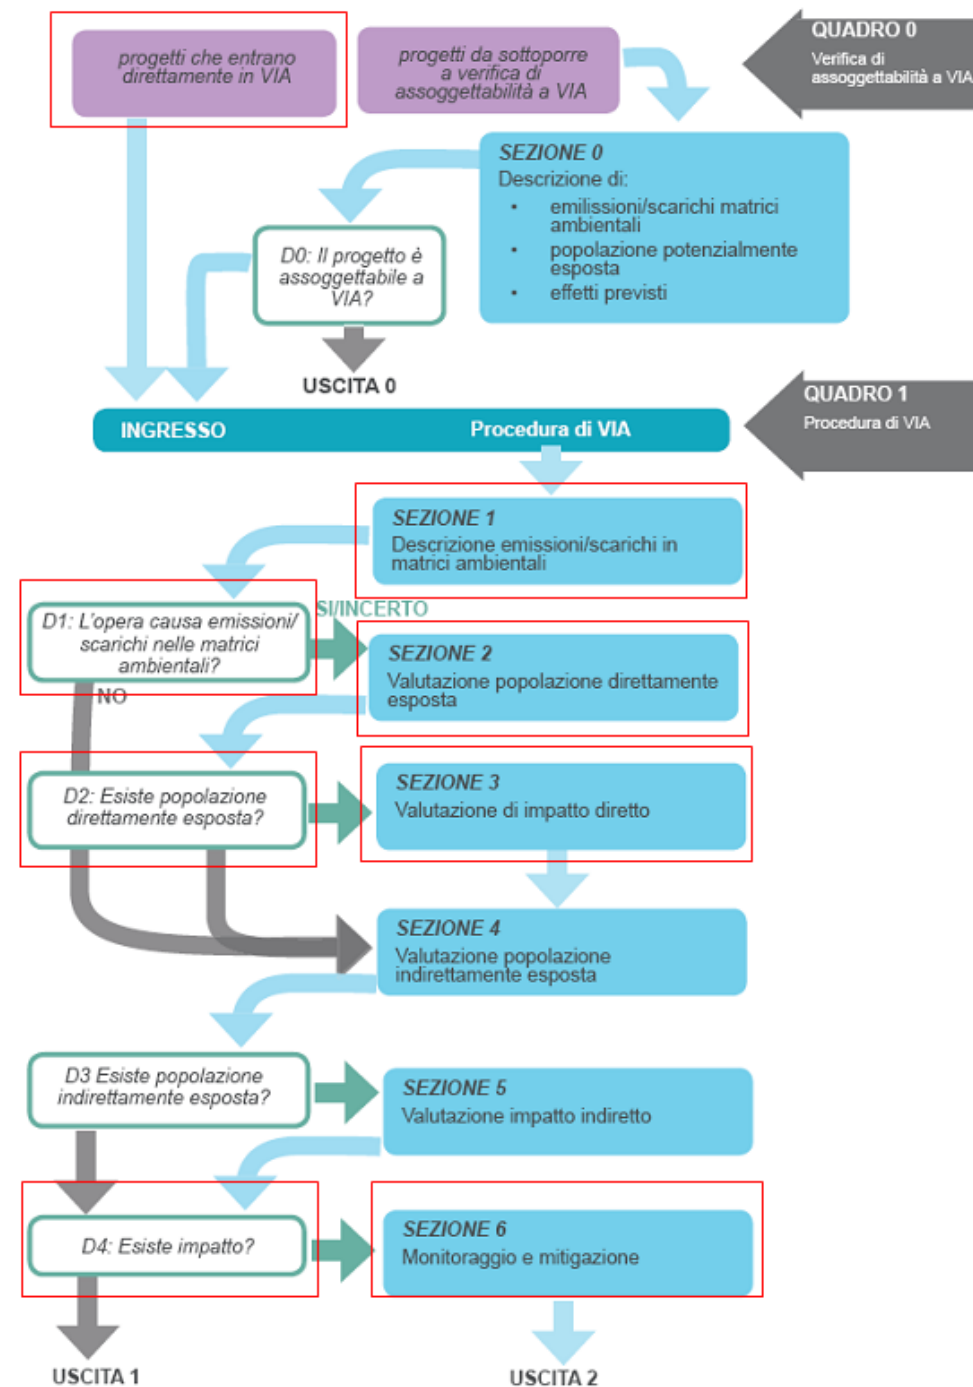 progetti che entrano
direttamente in VIA
progetti da sottoporre
a verifica di
assoggettabilità a VIA
QUADRO 0
Verifica di
assoggettabilità a VIA
SEZIONE 0
Descrizione di:
• emilissioni/scarichi matrici
ambientali
• popolazione potenzialmente
esposta
• effetti previsti
D0: Il progetto è
assoggettabile a
VIA?
USCITA 0
QUADRO 1
Procedura di VIA
INGRESSO Procedura di VIA
SEZIONE 1
Descrizione emissioni/scarichi in
matrici ambientali
D1: L'opera causa emissioni/
scarichi nelle matrici
ambientali?
SI/INCERTO
NO
SEZIONE 2
Valutazione popolazione direttamente
esposta
D2: Esiste popolazione
direttamente esposta?
SEZIONE 3
Valutazione di impatto diretto
SEZIONE 4
Valutazione popolazione
indirettamente esposta
D3 Esiste popolazione
indirettamente esposta?
SEZIONE 5
Valutazione impatto indiretto
D4: Esiste impatto?
SEZIONE 6
Monitoraggio e mitigazione
USCITA 1
USCITA 2